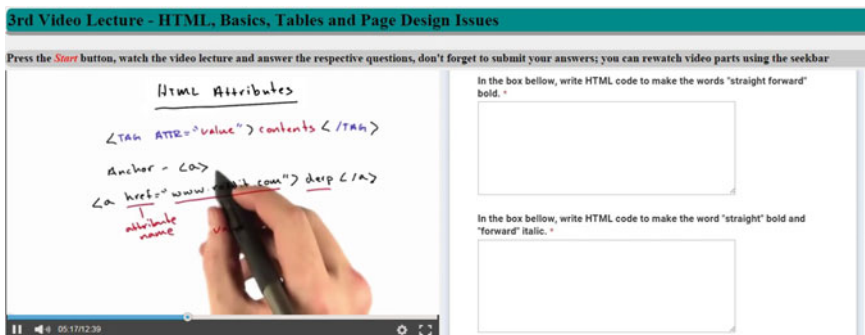 3rd Video Lecture - HTML, Basics, Tables and Page Design Issues
Press the Start button, watch the video lecture and answer the respective questions, don't forget to submit your answers; you can rewatch video parts using the seekbar
HTML Attributes
<TAG ATTR="value"> contents </TAG>
Anchor - <a>
<a href="www. com"> derp </a>
attribute
name
In the box bellow, write HTML code to make the words "straight forward"
bold. *
In the box bellow, write HTML code to make the word "straight" bold and
"forward" italic. *
05:17/12:39